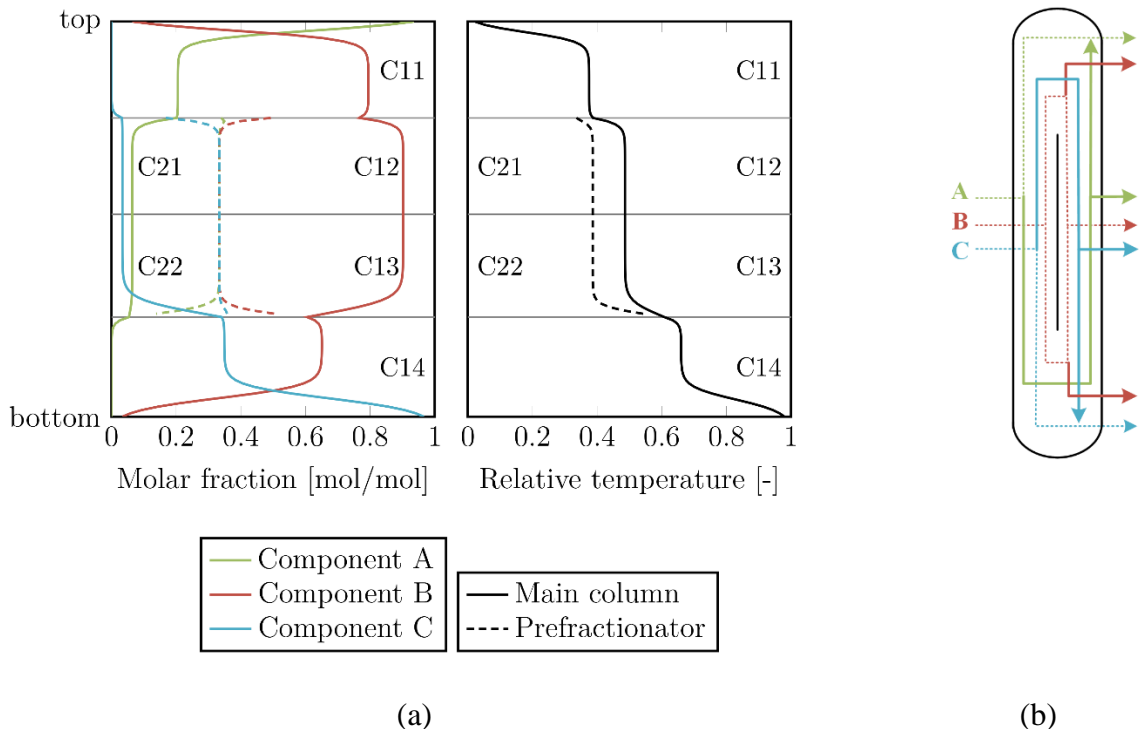 top
C11
C21
C12
C22
C13
C14
bottom
0
0.2
0.4
0.6
0.8
1
Molar fraction [mol/mol]
C11
C21
C12
C22
C13
C14
0
0.2
0.4
0.6
0.8
1
Relative temperature [-]
A
B
C
Component A
Component B
Component C
Main column
Prefractionator
(a)
(b)